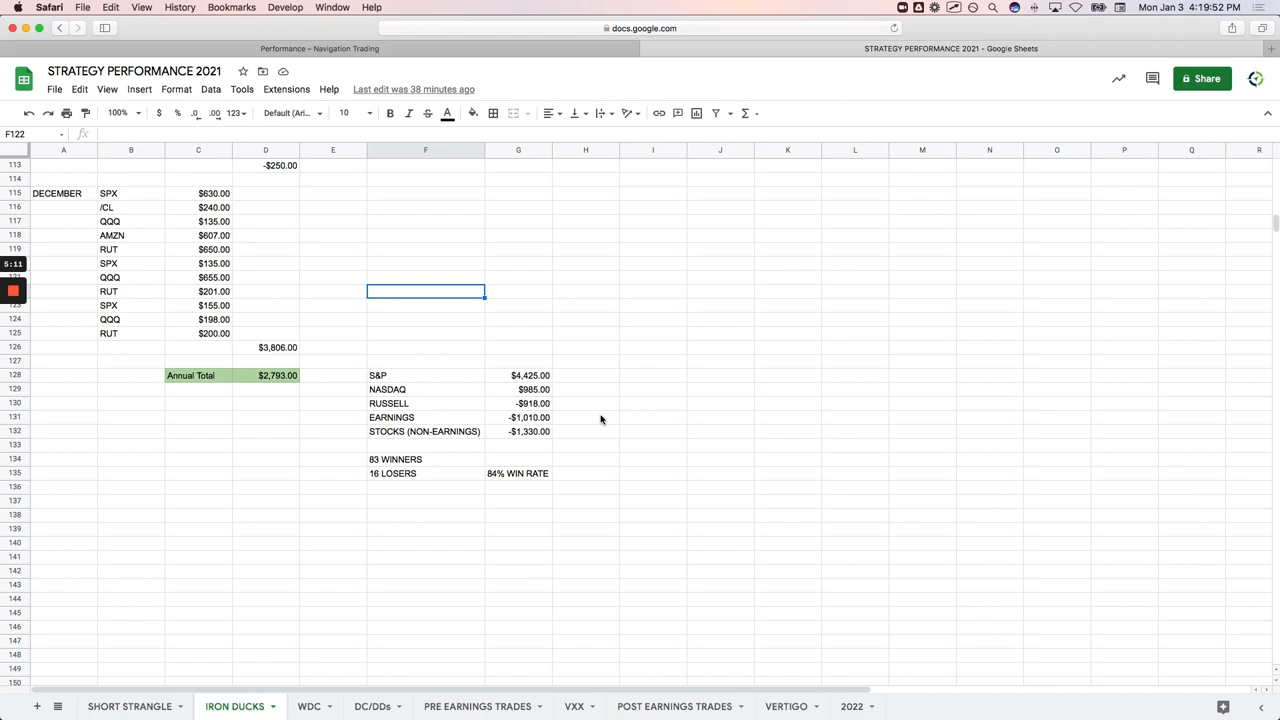 Safari File Edit View History Bookmarks Develop Window Help Mon Jan 3 4:19:52 PM
docs.google.com
Performance – Navigation Trading STRATEGY PERFORMANCE 2021 - Google Sheets
STRATEGY PERFORMANCE 2021
Share
File Edit View Insert Format Data Tools Extensions Help Last edit was 38 minutes ago
100% $ % .0 .00 123 Default (Ari... 10 B I S A
F122 fx
A B C D E F G H I J K L M N O P Q R
113 -$250.00
114
115 DECEMBER SPX $630.00
116 /CL $240.00
117 QQQ $135.00
118 AMZN $607.00
119 RUT $650.00
5:11 SPX $135.00
121 QQQ $655.00
RUT $201.00
123 SPX $155.00
124 QQQ $198.00
125 RUT $200.00
126 $3,806.00
127
128 Annual Total $2,793.00 S&P $4,425.00
129 NASDAQ $985.00
130 RUSSELL -$918.00
131 EARNINGS -$1,010.00
132 STOCKS (NON-EARNINGS) -$1,330.00
133
134 83 WINNERS
135 16 LOSERS 84% WIN RATE
136
137
138
139
140
141
142
143
144
145
146
147
148
149
150
SHORT STRANGLE IRON DUCKS WDC DC/DDs PRE EARNINGS TRADES VXX POST EARNINGS TRADES VERTIGO 2022